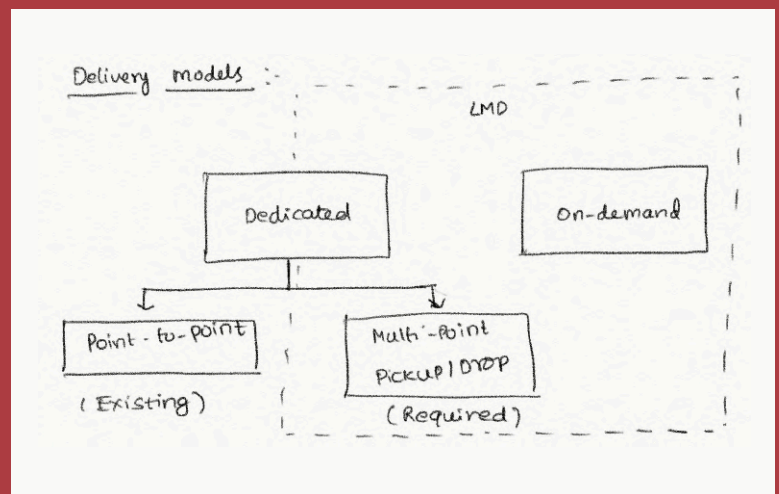 Delivery models :-
LMD
Dedicated
On-demand
Point-to-point
(Existing)
Multi-Point
Pickup/Drop
(Required)